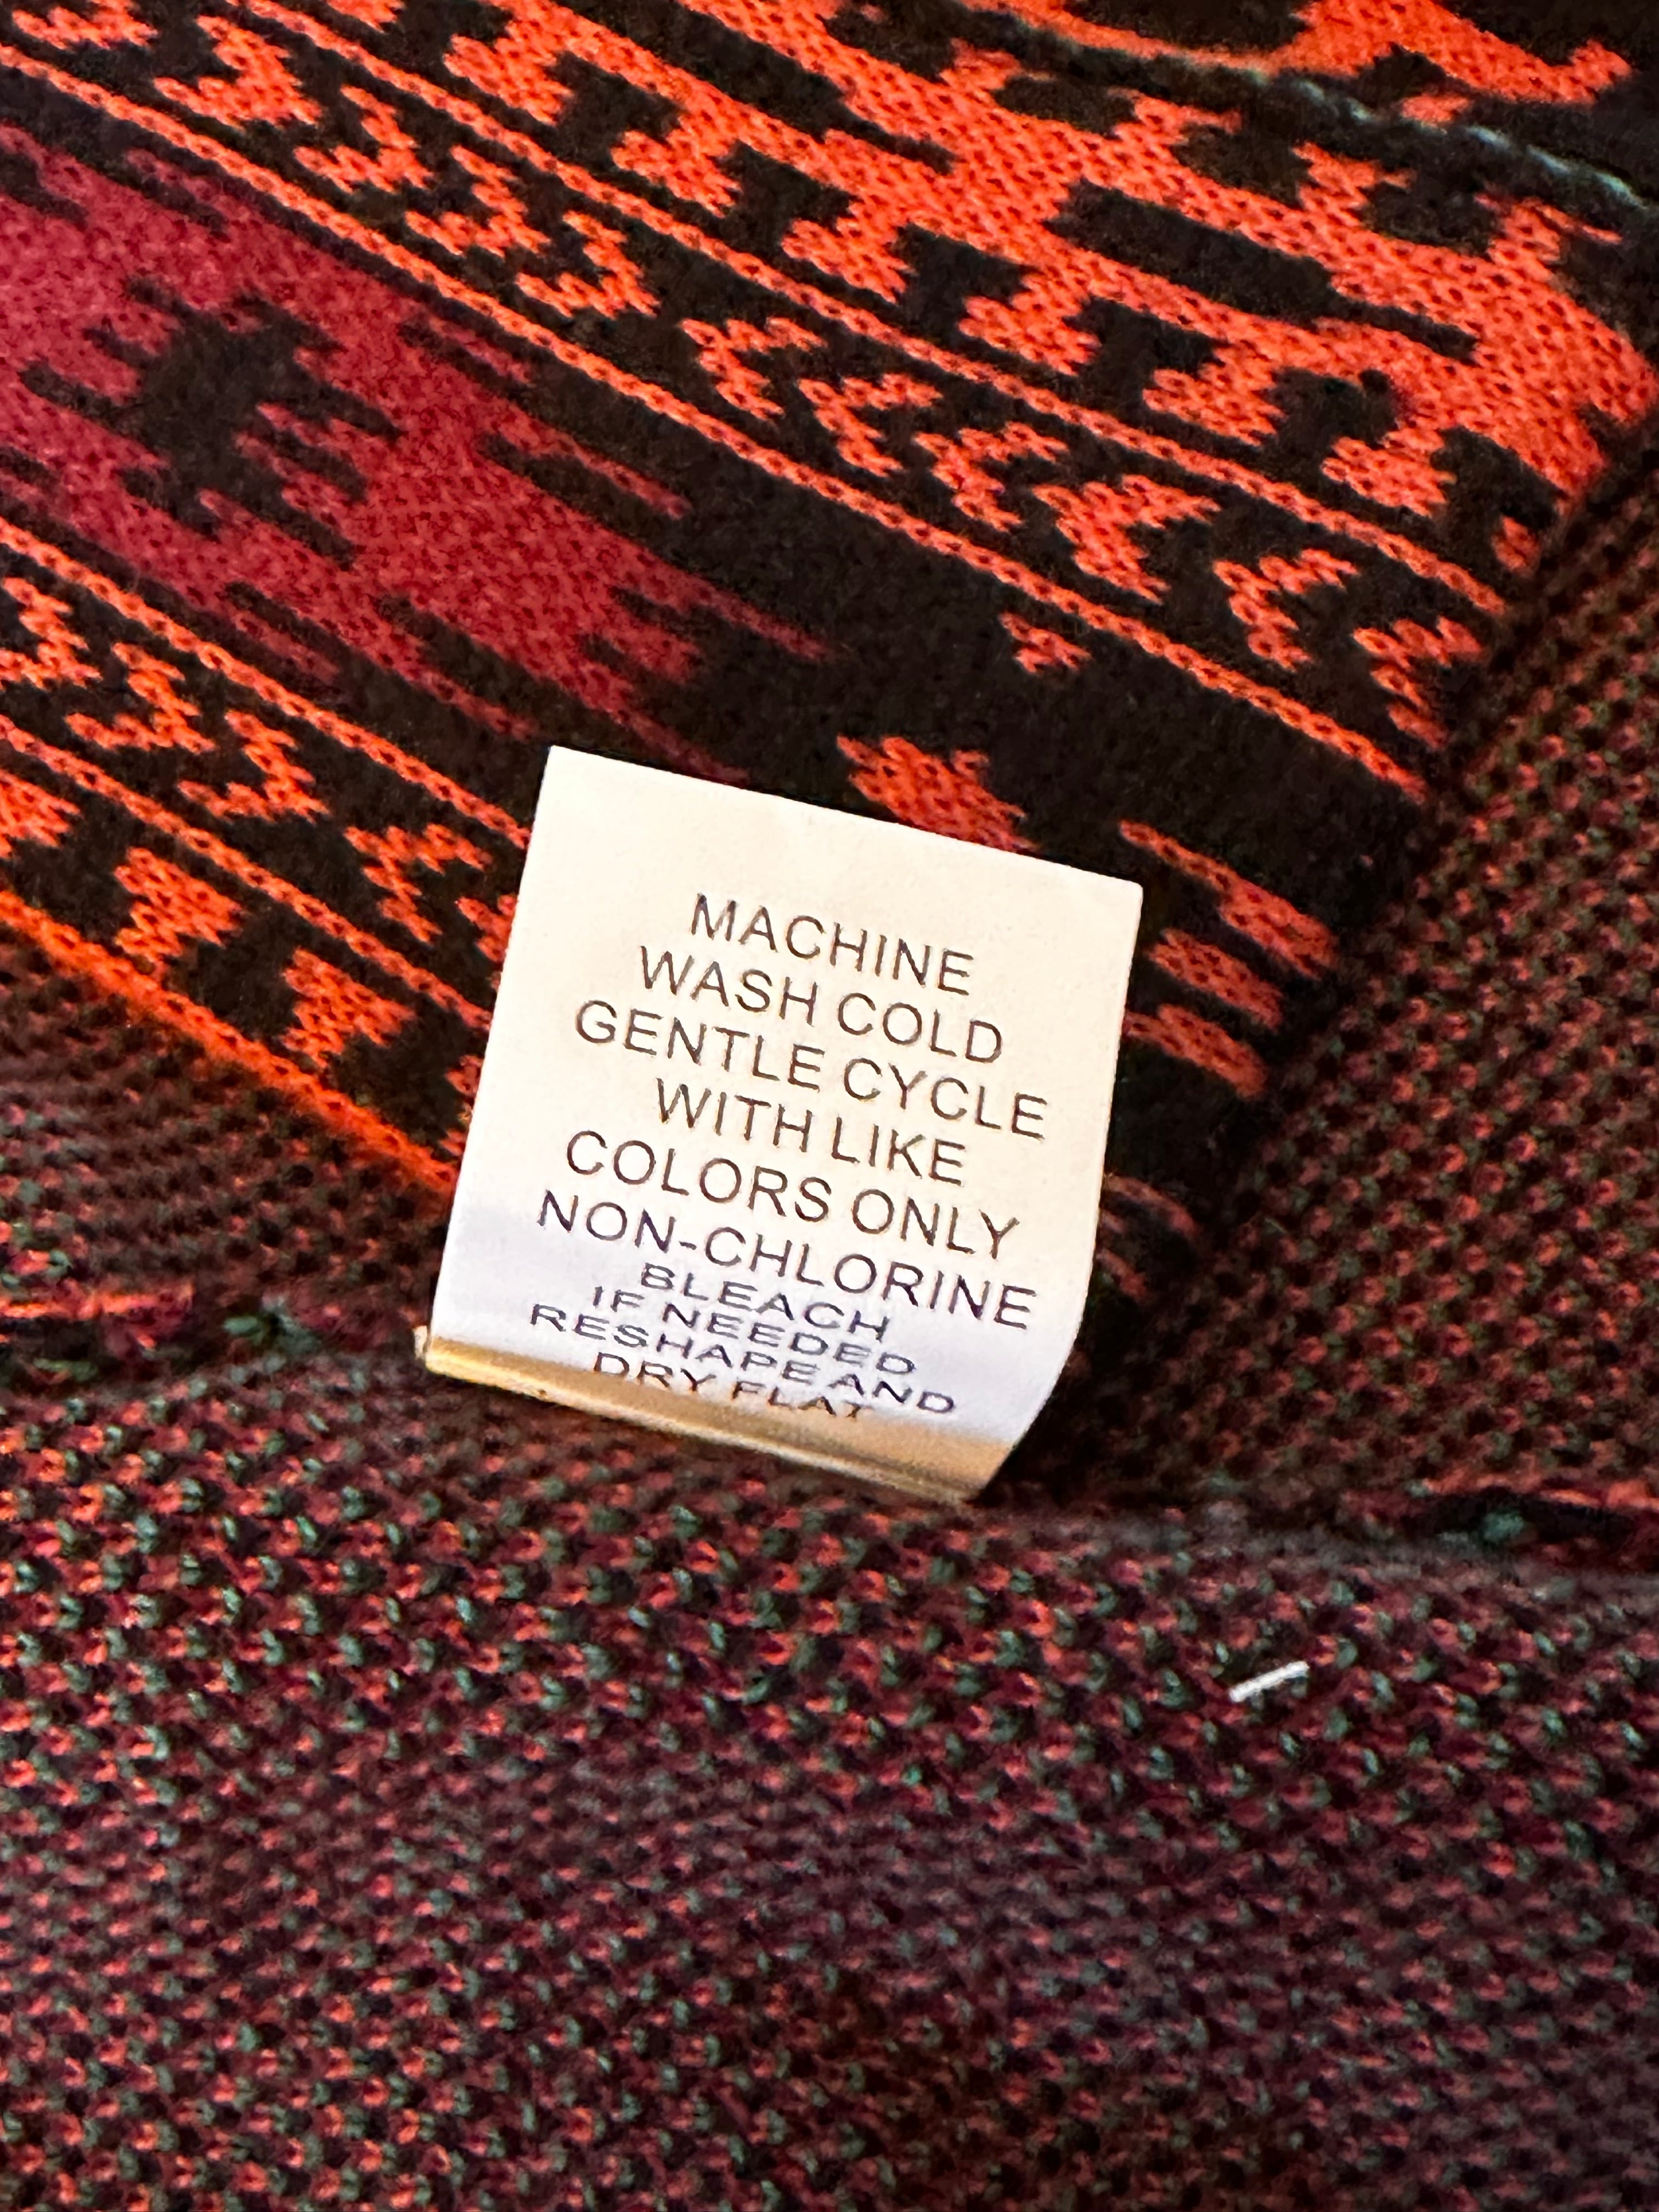 MACHINE
WASH COLD
GENTLE CYCLE
WITH LIKE
COLORS ONLY
NON-CHLORINE
BLEACH
IF NEEDED
RESHAPE AND
DRY FLAT